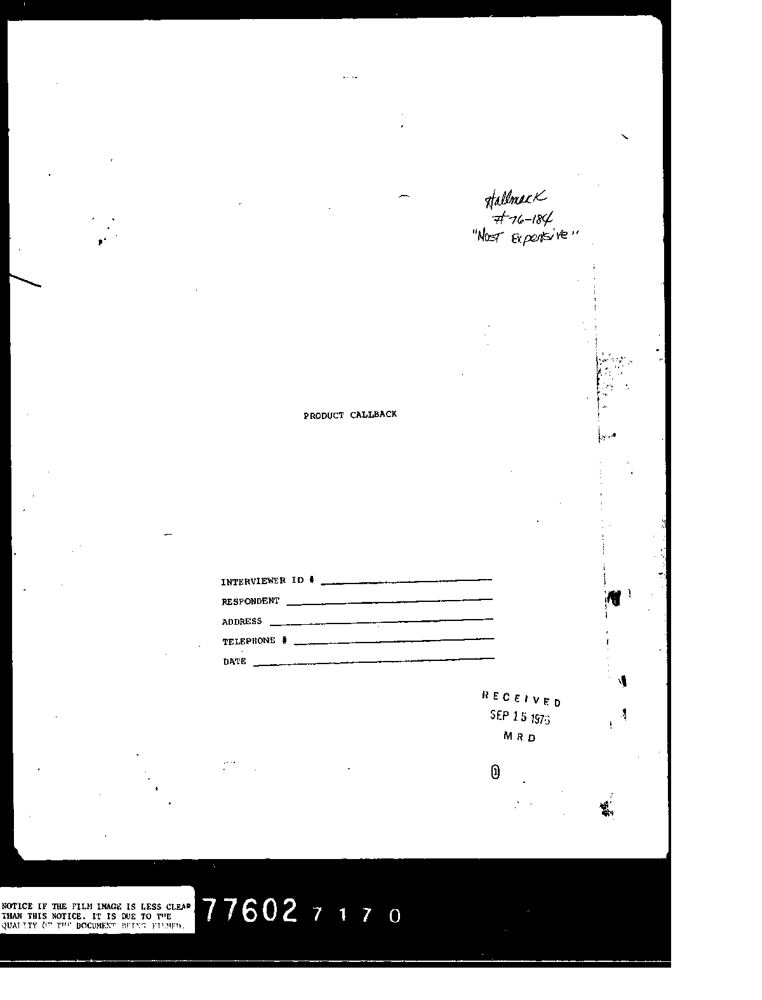 Hallmark
# 76-184
"Most Expensive"
PRODUCT CALLBACK
INTERVIEWER ID #
RESPONDENT
ADDRESS
TELEPHONE #
DATE
RECEIVED
SEP 15 1976
MRD
1
NOTICE IF THE FILM IMAGE IS LESS CLEAR
THAN THIS NOTICE. IT IS DUE TO THE
QUALITY OF THE DOCUMENT BEING FILMED.
77602 7170